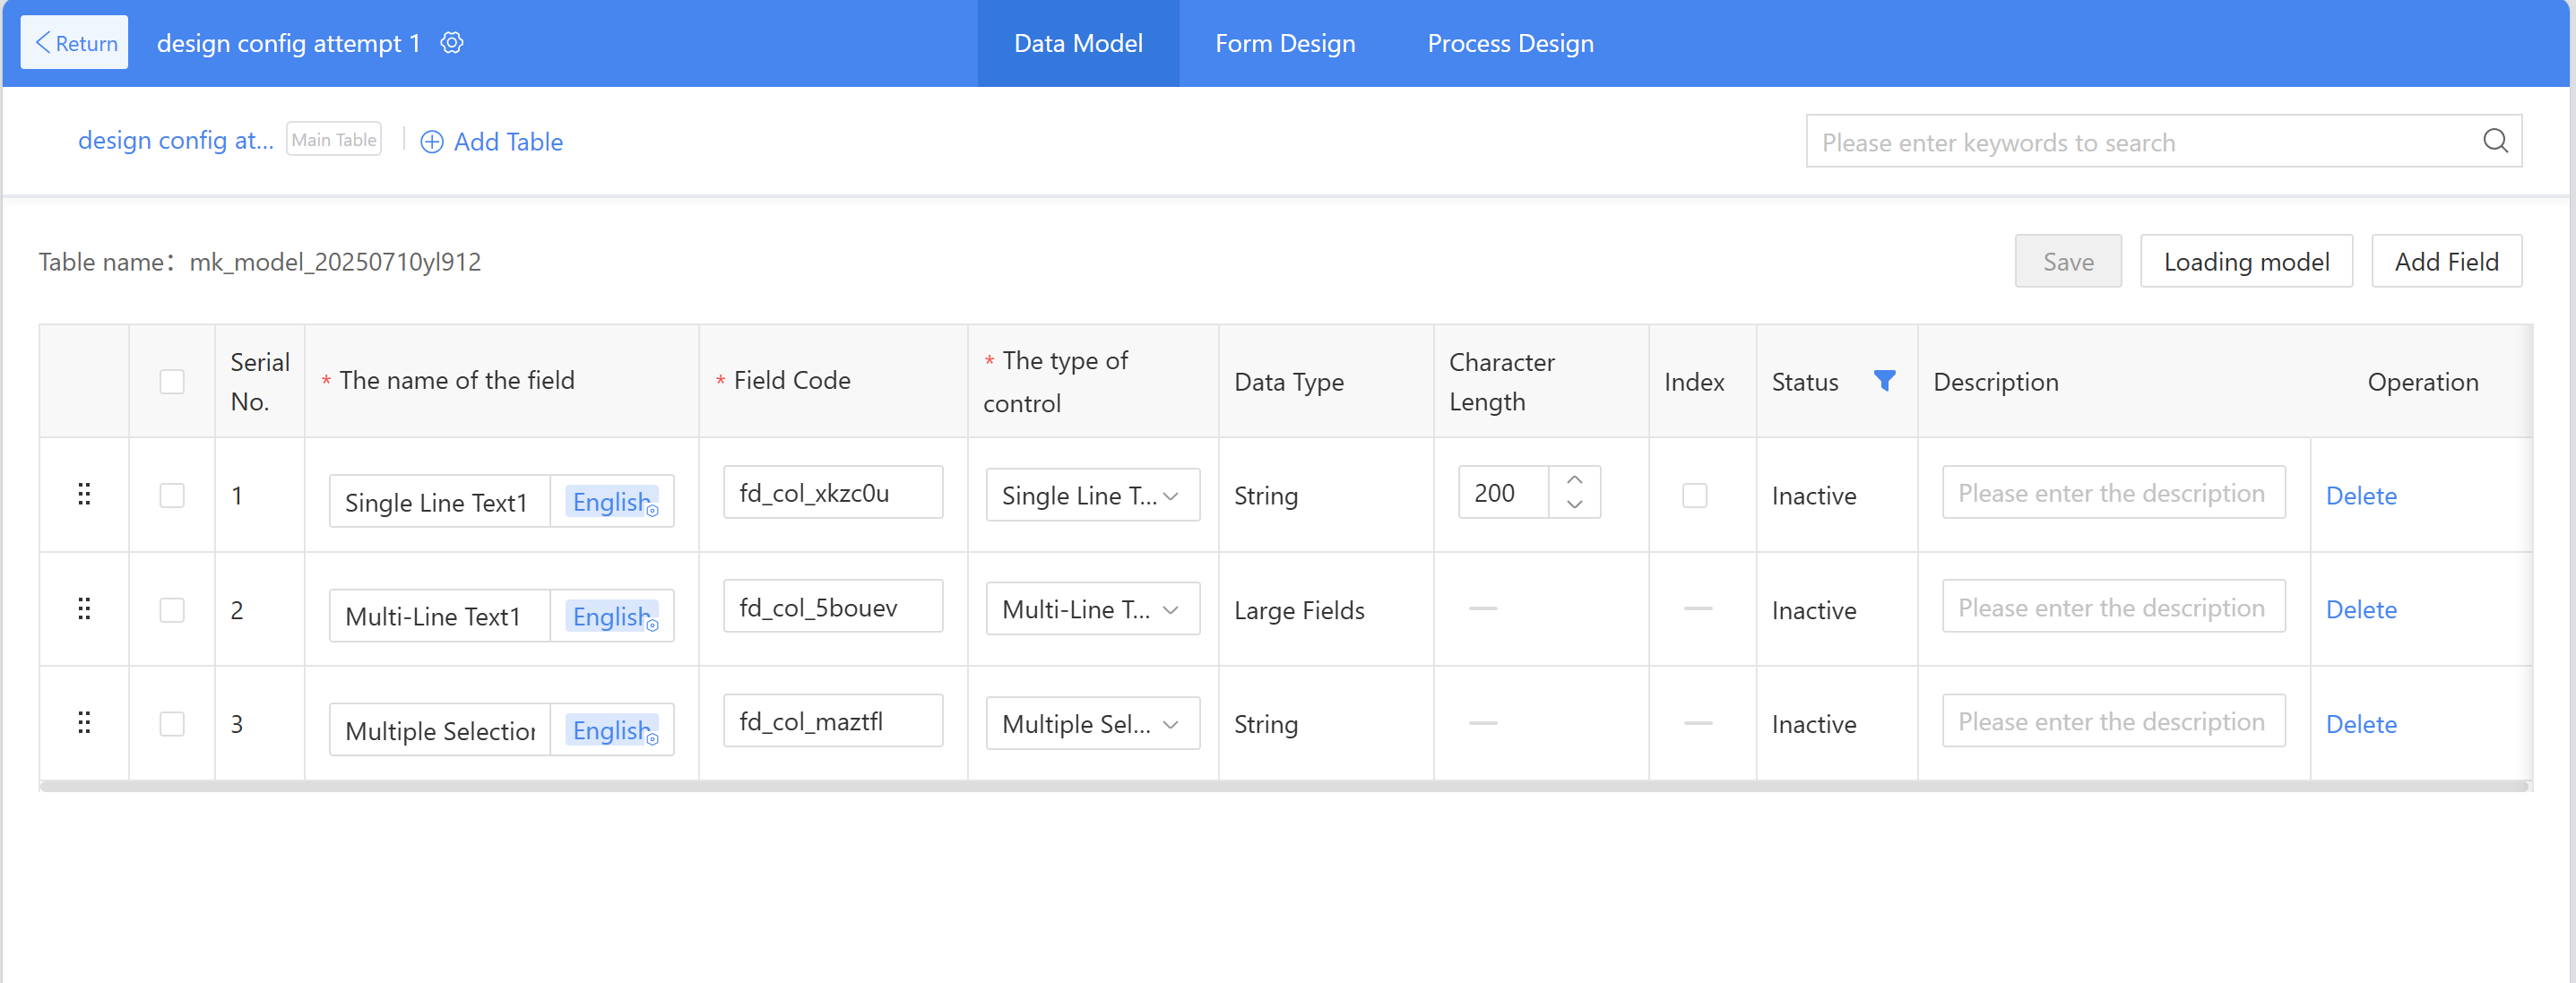 Return
design config attempt 1
Data Model
Form Design
Process Design
design config at...
Main Table
Add Table
Please enter keywords to search
Table name：mk_model_20250710yl912
Save
Loading model
Add Field
Serial No.
* The name of the field
* Field Code
* The type of control
Data Type
Character Length
Index
Status
Description
Operation
1
Single Line Text1
English
fd_col_xkzc0u
Single Line T...
String
200
Inactive
Please enter the description
Delete
2
Multi-Line Text1
English
fd_col_5bouev
Multi-Line T...
Large Fields
—
—
Inactive
Please enter the description
Delete
3
Multiple Selection
English
fd_col_maztfl
Multiple Sel...
String
—
—
Inactive
Please enter the description
Delete